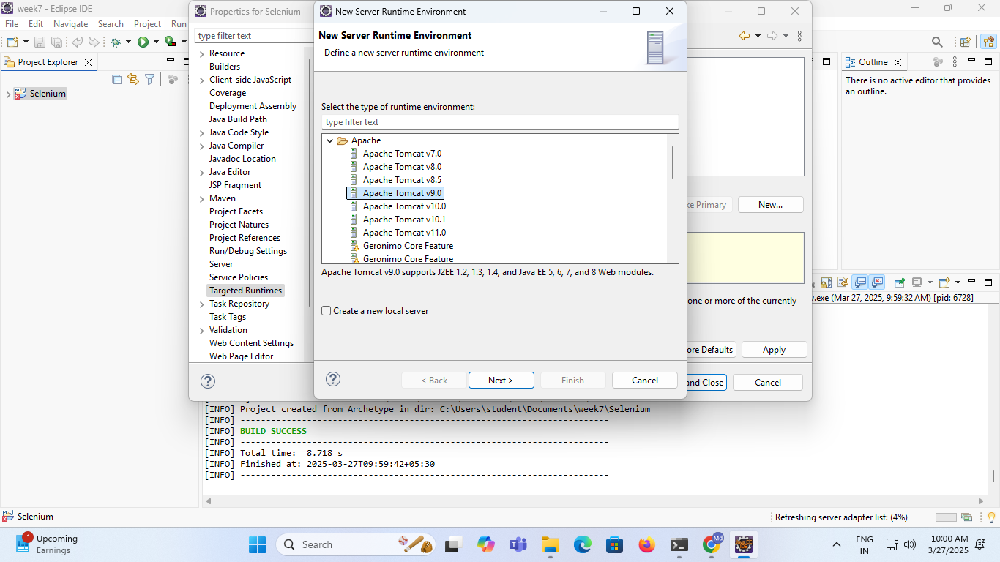 week7 - Eclipse IDE
File Edit Navigate Search Project Run
Project Explorer
Selenium
Properties for Selenium
type filter text
Resource
Builders
Client-side JavaScript
Coverage
Deployment Assembly
Java Build Path
Java Code Style
Java Compiler
Javadoc Location
Java Editor
JSP Fragment
Maven
Project Facets
Project Natures
Project References
Run/Debug Settings
Server
Service Policies
Targeted Runtimes
Task Repository
Task Tags
Validation
Web Content Settings
Web Page Editor
New Server Runtime Environment
New Server Runtime Environment
Define a new server runtime environment
Select the type of runtime environment:
type filter text
Apache
Apache Tomcat v7.0
Apache Tomcat v8.0
Apache Tomcat v8.5
Apache Tomcat v9.0
Apache Tomcat v10.0
Apache Tomcat v10.1
Apache Tomcat v11.0
Geronimo Core Feature
Geronimo Core Feature
Apache Tomcat v9.0 supports J2EE 1.2, 1.3, 1.4, and Java EE 5, 6, 7, and 8 Web modules.
Create a new local server
< Back Next > Finish Cancel
ke Primary New...
one or more of the currently
ore Defaults Apply
and Close Cancel
Outline
There is no active editor that provides
an outline.
v.exe (Mar 27, 2025, 9:59:32 AM) [pid: 6728]
[INFO] Project created from Archetype in dir: C:\Users\student\Documents\week7\Selenium
[INFO] ------------------------------------------------------------------------
[INFO] BUILD SUCCESS
[INFO] ------------------------------------------------------------------------
[INFO] Total time:  8.718 s
[INFO] Finished at: 2025-03-27T09:59:42+05:30
[INFO] ------------------------------------------------------------------------
Selenium
Refreshing server adapter list: (4%)
1
Upcoming
Earnings
Search
Md
ENG
IN
10:00 AM
3/27/2025